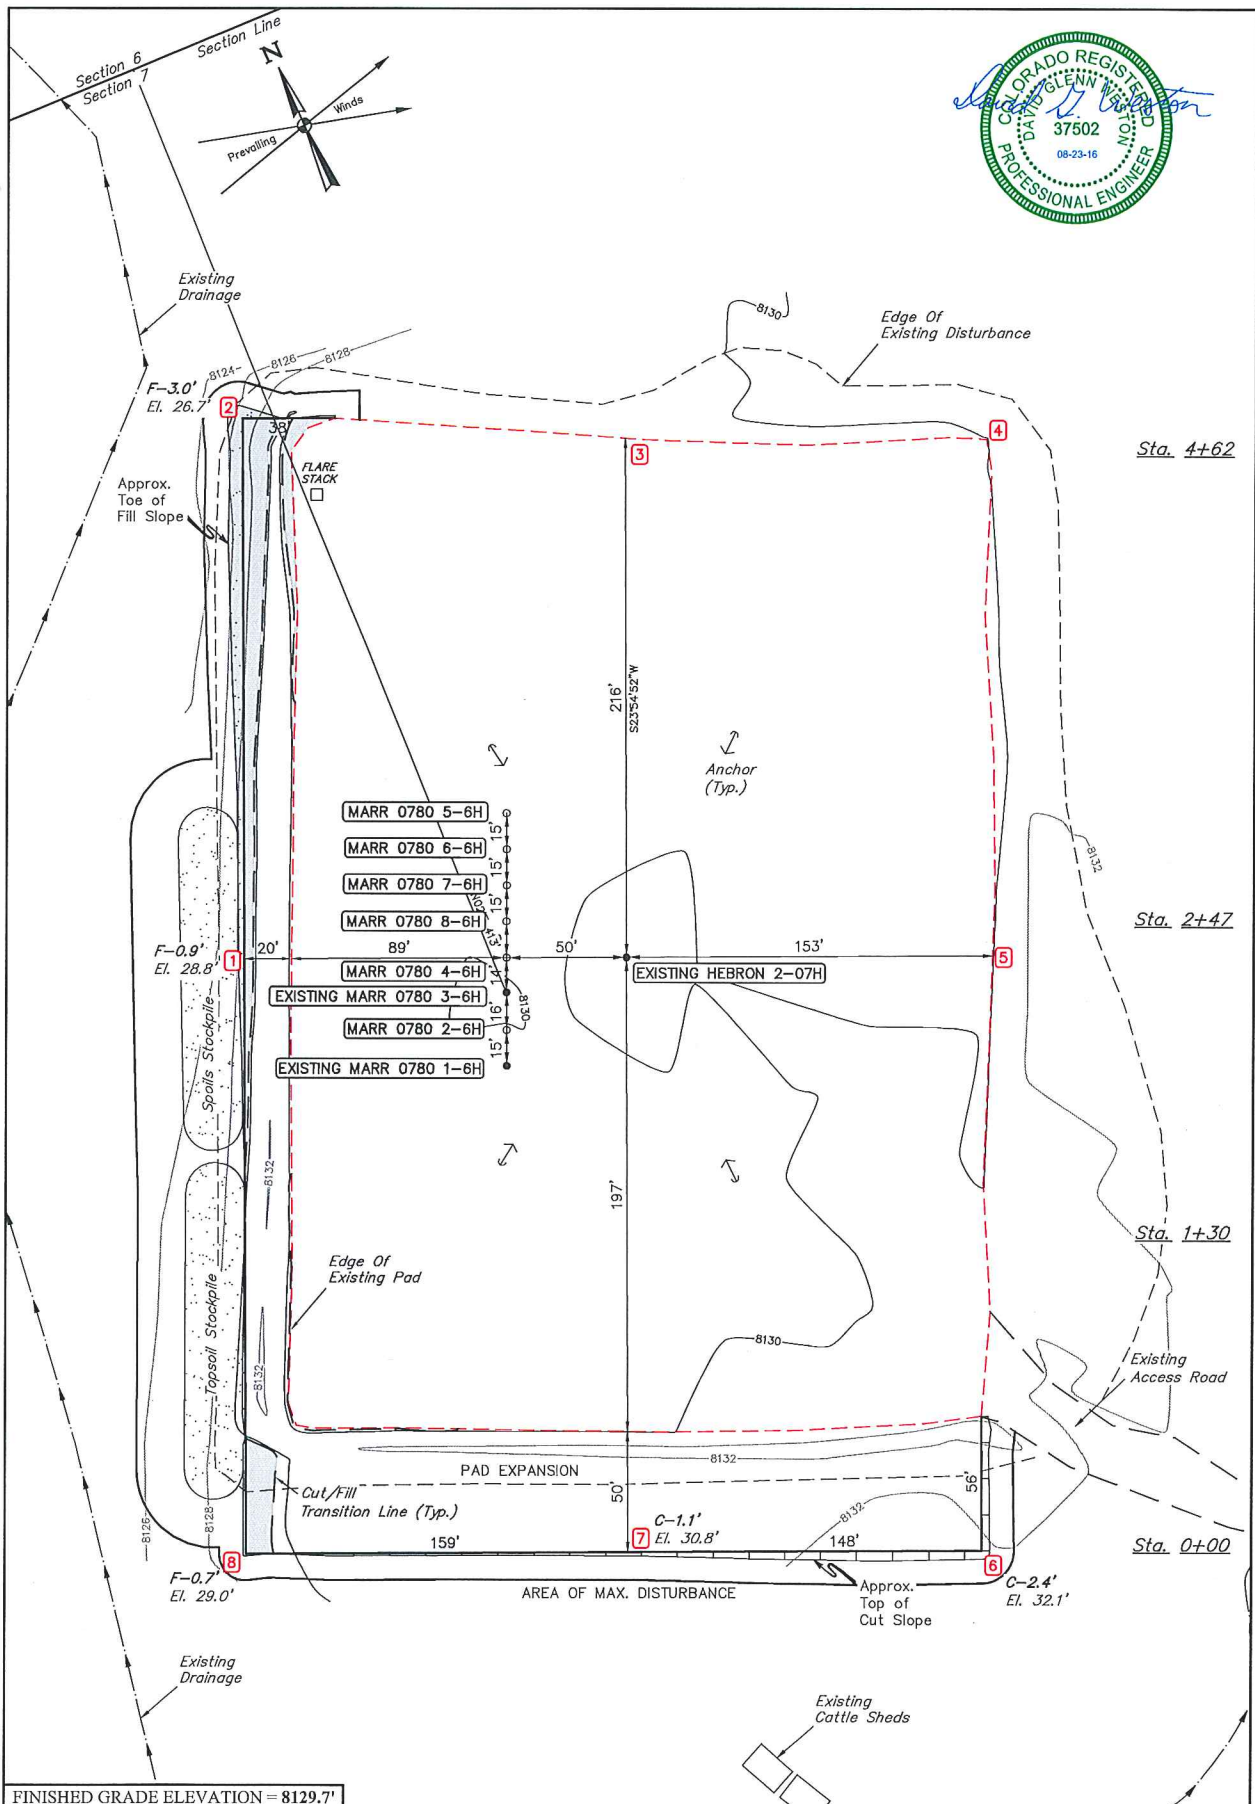 Section 6
Section Line
Section 7
N
Winds
Prevailing
COLORADO REGISTERED
DAVID GLENN WESTON
37502
08-23-16
PROFESSIONAL ENGINEER
David G. Weston
Existing
Drainage
8130
Edge Of
Existing Disturbance
8124
8126
8128
F-3.0'
El. 26.7'
2
38'
3
4
Sta. 4+62
FLARE
STACK
Approx.
Toe of
Fill Slope
216'
S23°54'52"W
Anchor
(Typ.)
MARR 0780 5-6H
15'
MARR 0780 6-6H
15'
MARR 0780 7-6H
15'
MARR 0780 8-6H
15'
8132
Sta. 2+47
F-0.9'
El. 28.8'
1
20'
89'
50'
153'
5
MARR 0780 4-6H
14'
EXISTING HEBRON 2-07H
EXISTING MARR 0780 3-6H
16'
8130
MARR 0780 2-6H
15'
EXISTING MARR 0780 1-6H
Spoils Stockpile
8132
197'
Sta. 1+30
Edge Of
Existing Pad
Topsoil Stockpile
8132
8130
Existing
Access Road
8132
PAD EXPANSION
50'
56'
Cut/Fill
Transition Line (Typ.)
8132
8126
8128
159'
7
C-1.1'
El. 30.8'
148'
Sta. 0+00
8
F-0.7'
El. 29.0'
6
C-2.4'
El. 32.1'
AREA OF MAX. DISTURBANCE
Approx.
Top of
Cut Slope
Existing
Drainage
Existing
Cattle Sheds
FINISHED GRADE ELEVATION = 8129.7'